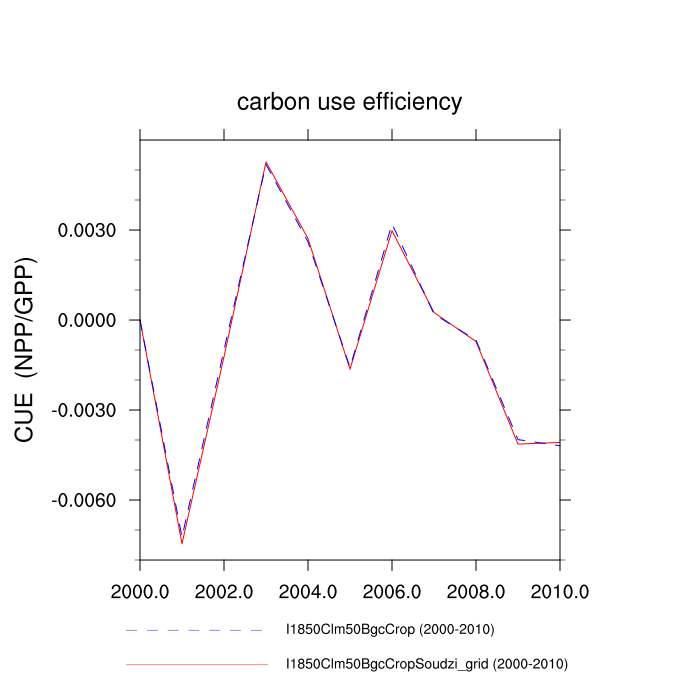 carbon use efficiency
CUE (NPP/GPP)
0.0030
0.0000
-0.0030
-0.0060
2000.0 2002.0 2004.0 2006.0 2008.0 2010.0
I1850Clm50BgcCrop (2000-2010)
I1850Clm50BgcCropSoudzi_grid (2000-2010)